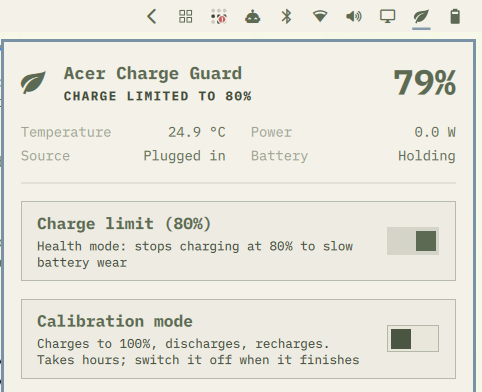 Acer Charge Guard
CHARGE LIMITED TO 80%
79%
Temperature 24.9 °C Power 0.0 W
Source Plugged in Battery Holding
Charge limit (80%)
Health mode: stops charging at 80% to slow
battery wear
Calibration mode
Charges to 100%, discharges, recharges.
Takes hours; switch it off when it finishes